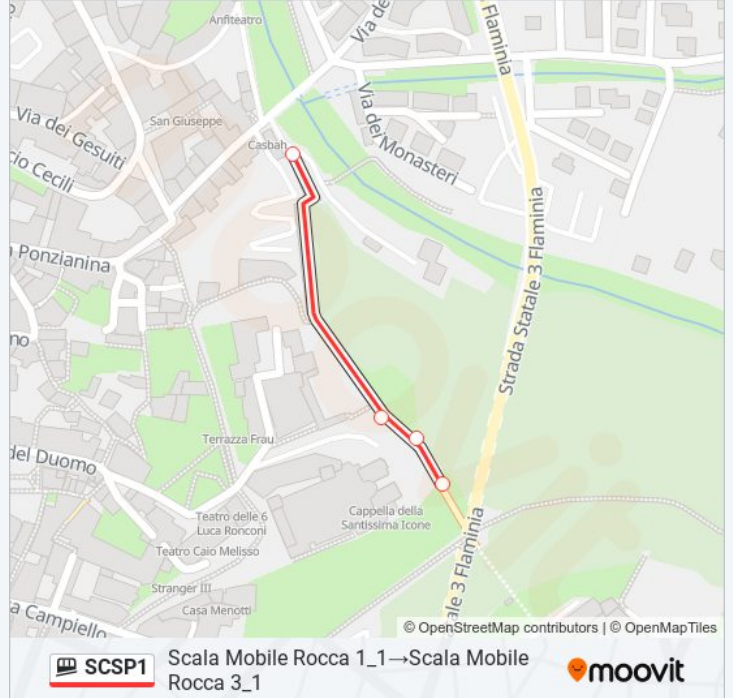 Anfiteatro
Via de
Flaminia
Via dei Gesuiti
San Giuseppe
Casbah
Via dei Monasteri
cio Cecili
a Ponzianina
no
Strada Statale 3 Flaminia
Terrazza Frau
del Duomo
Teatro delle 6
Luca Ronconi
Cappella della
Santissima Icone
Teatro Caio Melisso
Stranger III
Casa Menotti
ale 3 Flaminia
a Campiello
© OpenStreetMap contributors | © OpenMapTiles
SCSP1
Scala Mobile Rocca 1_1→Scala Mobile
Rocca 3_1
moovit